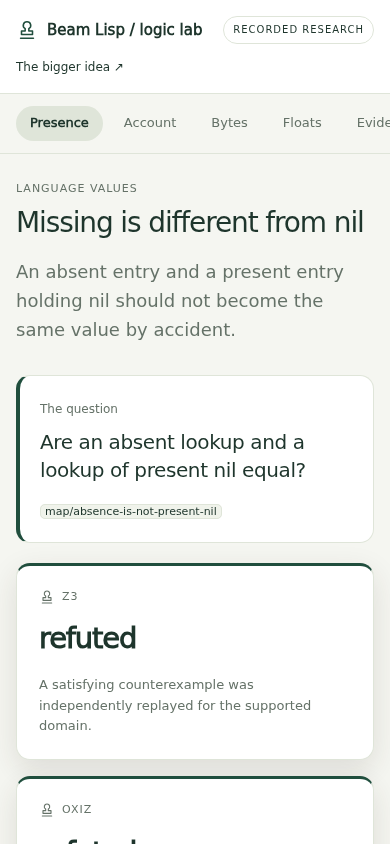 Beam Lisp / logic lab
RECORDED RESEARCH
The bigger idea ↗
Presence
Account
Bytes
Floats
LANGUAGE VALUES
Missing is different from nil
An absent entry and a present entry
holding nil should not become the
same value by accident.
The question
Are an absent lookup and a
lookup of present nil equal?
map/absence-is-not-present-nil
Z3
refuted
A satisfying counterexample was
independently replayed for the supported
domain.
OXIZ